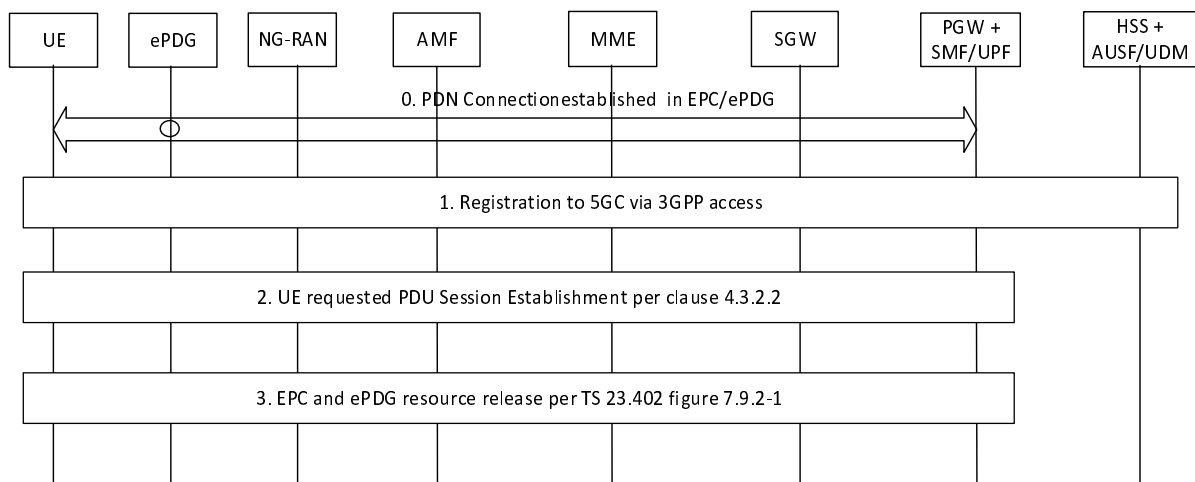 UE
ePDG
NG-RAN
AMF
MME
SGW
PGW +
SMF/UPF
HSS +
AUSF/UDM
0. PDN Connectionestablished in EPC/ePDG
1. Registration to 5GC via 3GPP access
2. UE requested PDU Session Establishment per clause 4.3.2.2
3. EPC and ePDG resource release per TS 23.402 figure 7.9.2-1